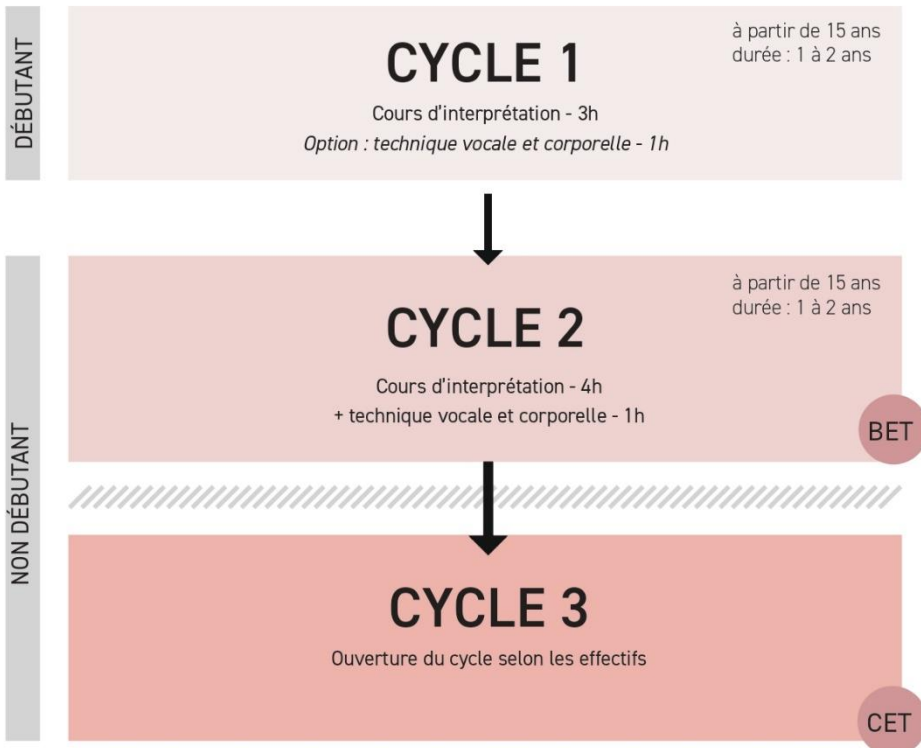 DÉBUTANT
CYCLE 1
à partir de 15 ans
durée : 1 à 2 ans
Cours d'interprétation - 3h
Option : technique vocale et corporelle - 1h
NON DÉBUTANT
CYCLE 2
à partir de 15 ans
durée : 1 à 2 ans
Cours d'interprétation - 4h
+ technique vocale et corporelle - 1h
BET
CYCLE 3
Ouverture du cycle selon les effectifs
CET